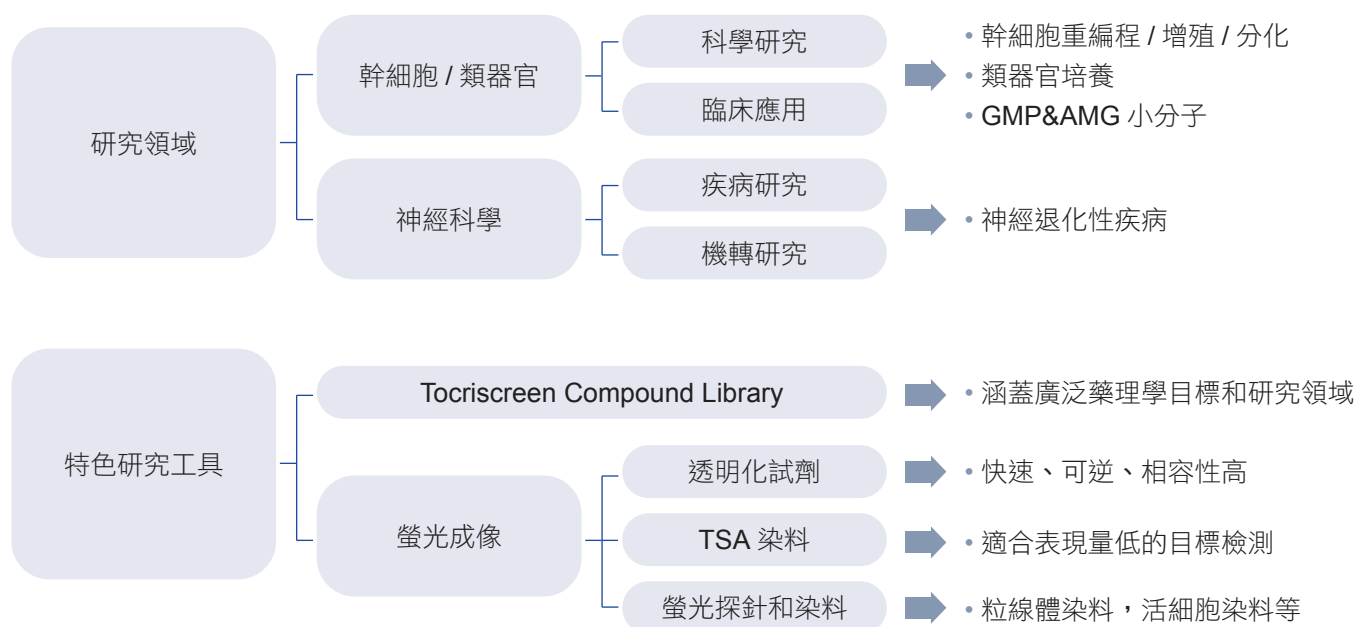 研究領域
幹細胞 / 類器官
科學研究
臨床應用
• 幹細胞重編程 / 增殖 / 分化
• 類器官培養
• GMP&AMG 小分子
神經科學
疾病研究
機轉研究
• 神經退化性疾病
特色研究工具
Tocriscreen Compound Library
• 涵蓋廣泛藥理學目標和研究領域
螢光成像
透明化試劑
• 快速、可逆、相容性高
TSA 染料
• 適合表現量低的目標檢測
螢光探針和染料
• 粒線體染料，活細胞染料等